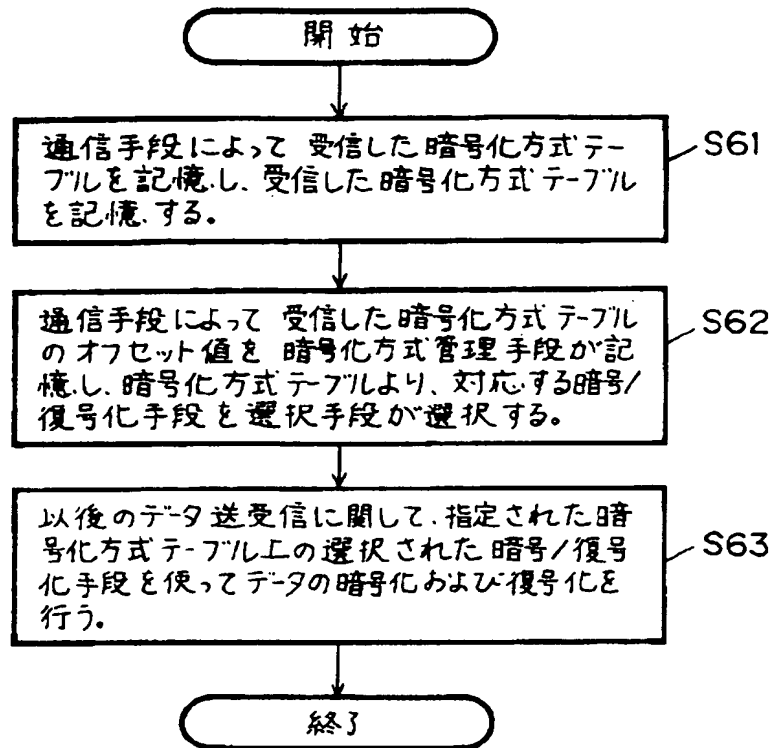 開始
通信手段によって 受信した暗号化方式テー
ブルを記憶し、受信した暗号化方式テーブル
を記憶する。
S61
通信手段によって 受信した暗号化方式テーブル
のオフセット値を 暗号化方式管理手段が記
憶し、暗号化方式テーブルより、対応する暗号/
復号化手段を選択手段が選択する。
S62
以後のデータ送受信に関して、指定された暗
号化方式テーブル上の選択された暗号/復号
化手段を使ってデータの暗号化および復号化を
行う。
S63
終了